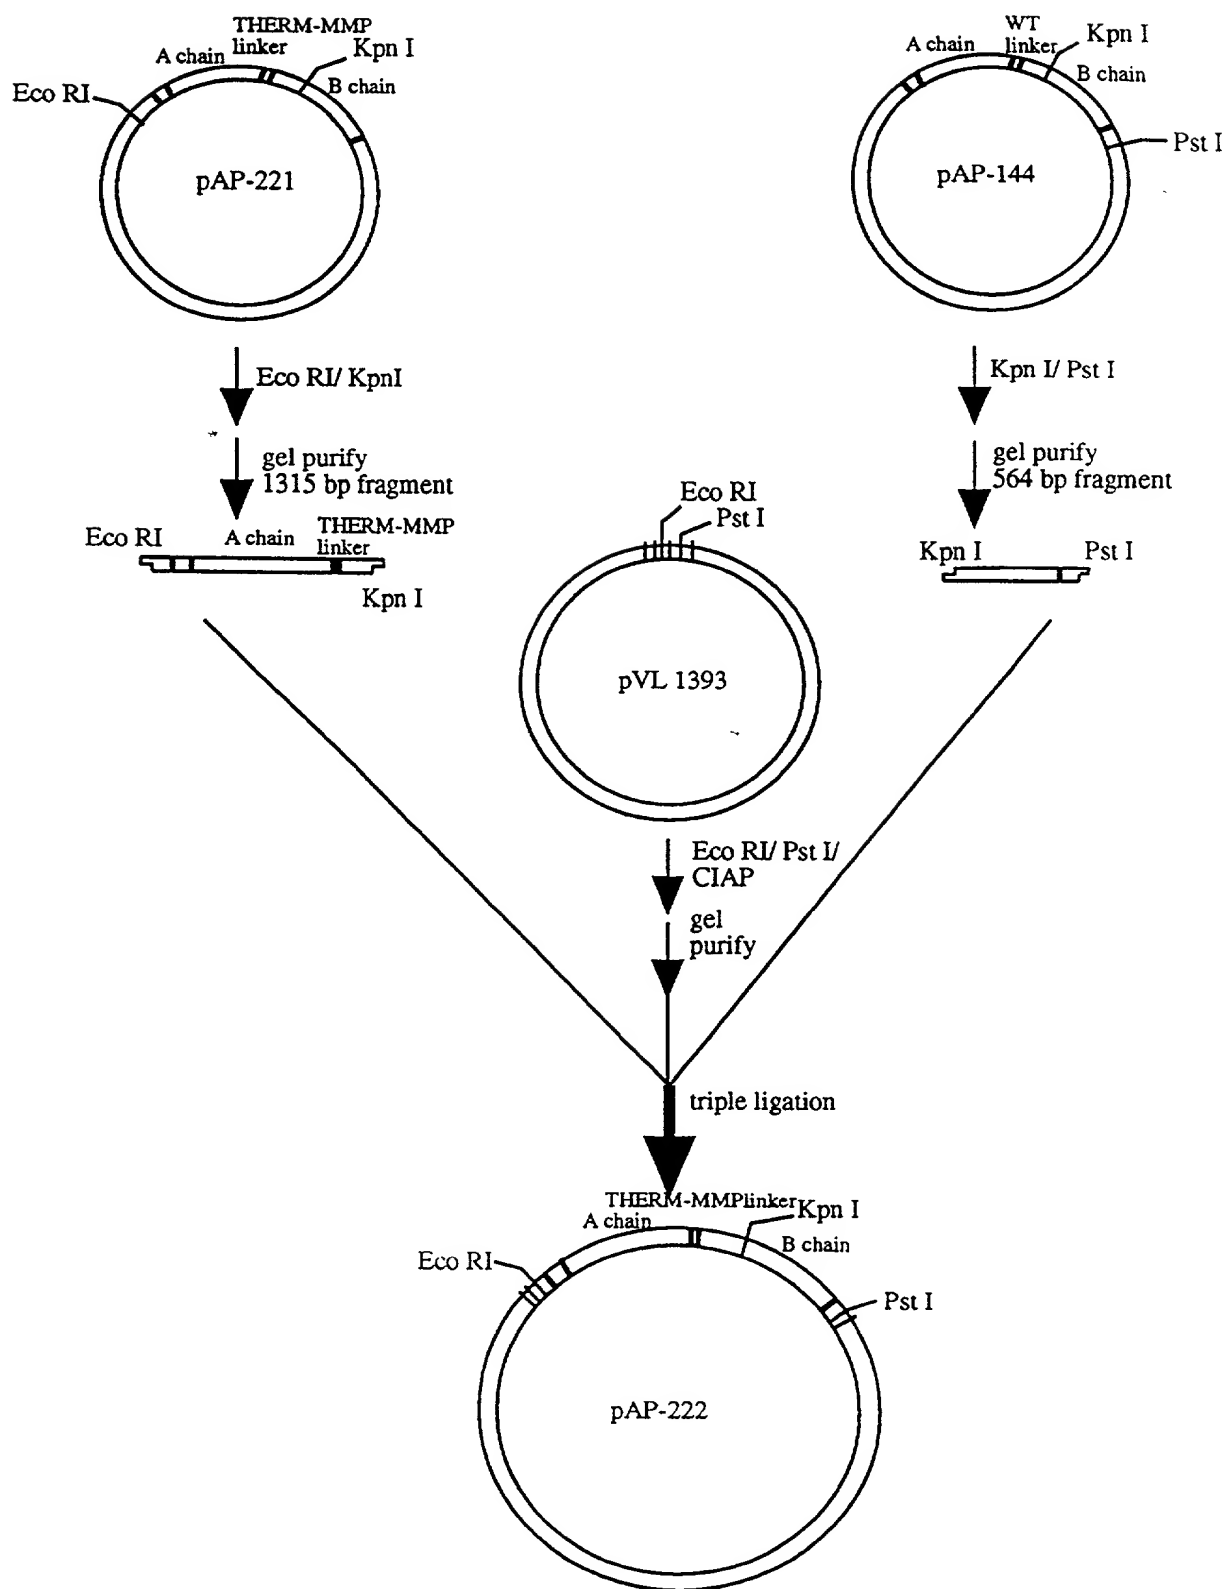 THERM-MMP
linker
A chain
Kpn I
B chain
Eco RI
pAP-221
Eco RI/ KpnI
gel purify
1315 bp fragment
Eco RI
A chain
THERM-MMP
linker
Kpn I
WT
linker
A chain
Kpn I
B chain
Pst I
pAP-144
Kpn I/ Pst I
gel purify
564 bp fragment
Kpn I
Pst I
Eco RI
Pst I
pVL 1393
Eco RI/ Pst I/
CIAP
gel
purify
triple ligation
THERM-MMPlinker
A chain
Kpn I
B chain
Eco RI
Pst I
pAP-222